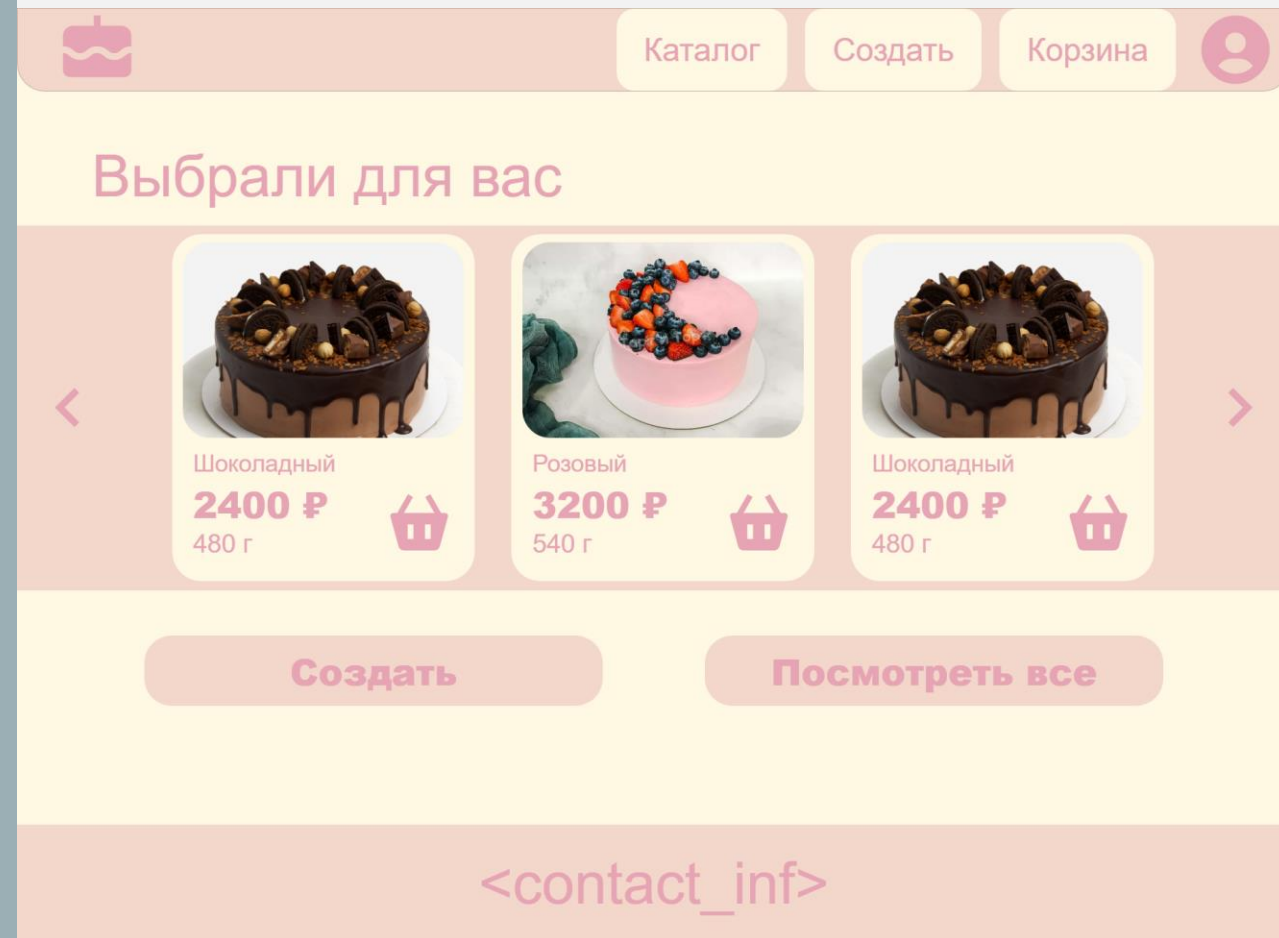 Каталог Создать Корзина
Выбрали для вас
Шоколадный
2400 ₽
480 г
Розовый
3200 ₽
540 г
Шоколадный
2400 ₽
480 г
Создать
Посмотреть все
<contact_inf>